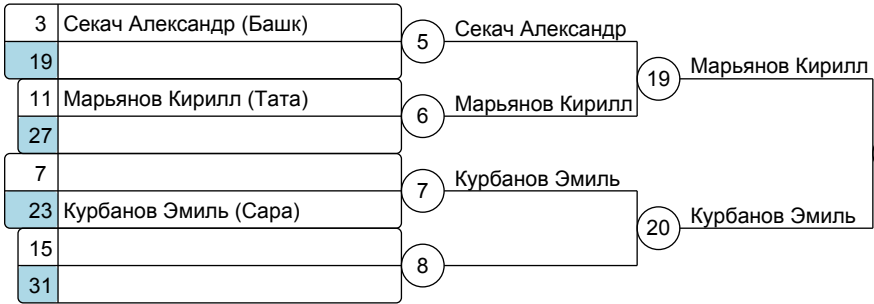 3 Секач Александр (Башк)
19
11 Марьянов Кирилл (Тата)
27
7
23 Курбанов Эмиль (Сара)
15
31
5 Секач Александр
6 Марьянов Кирилл
7 Курбанов Эмиль
8
19 Марьянов Кирилл
20 Курбанов Эмиль